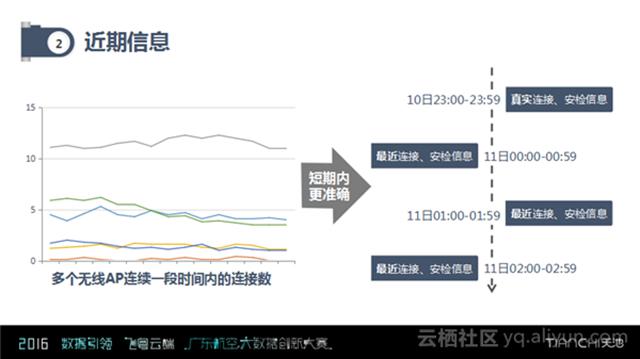 2
近期信息
15
10
5
0
多个无线AP连续一段时间内的连接数
短期内
更准确
10日23:00-23:59
真实连接、安检信息
最近连接、安检信息
11日00:00-00:59
11日01:00-01:59
最近连接、安检信息
最近连接、安检信息
11日02:00-02:59
2016 数据引领 飞粤云端 广东航空大数据创新大赛
云栖社区 yq.aliyun.com
TIANCHI天池